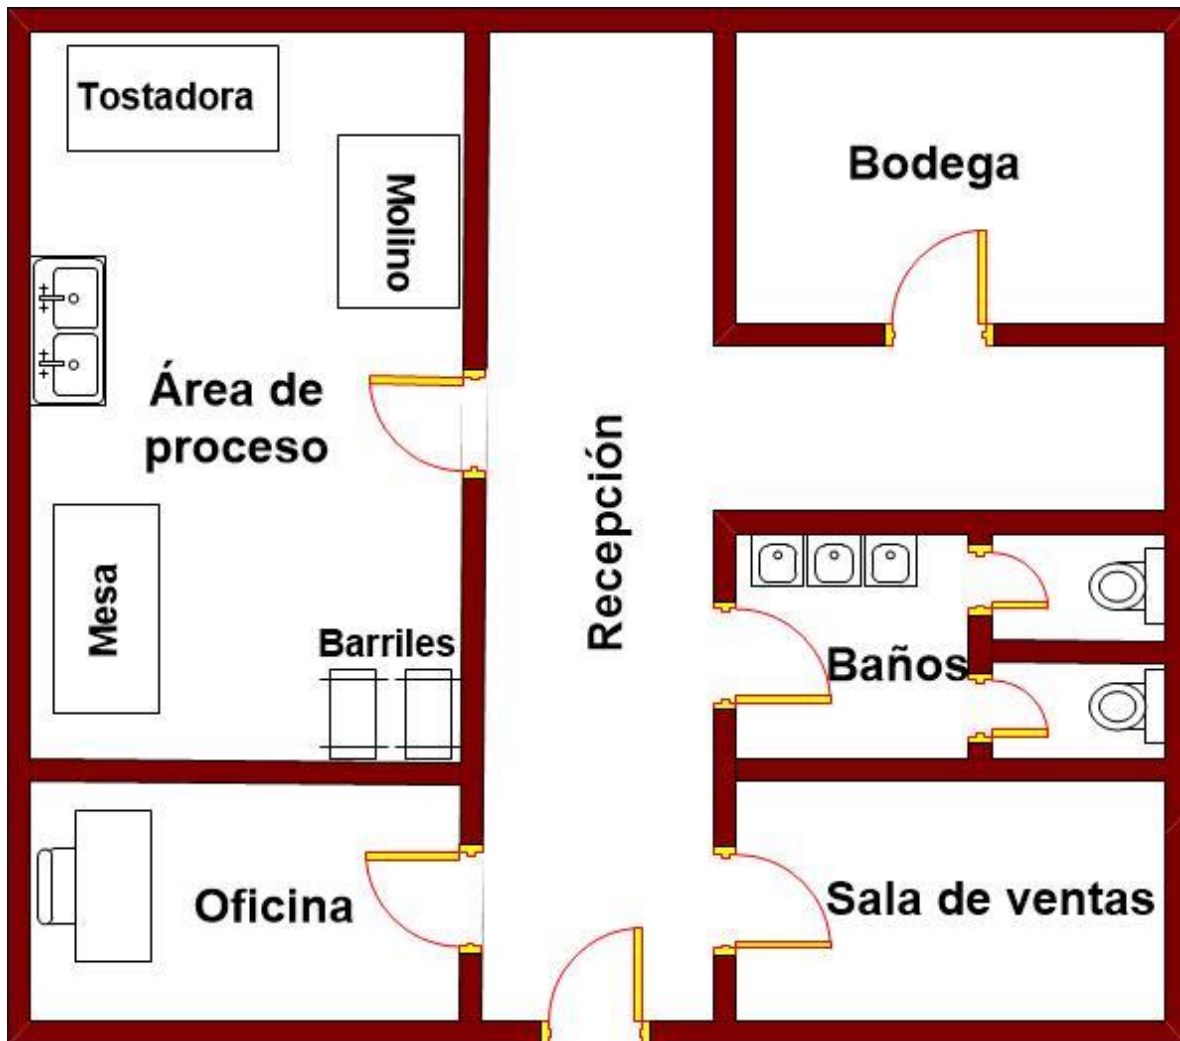 Tostadora
Molino
Bodega
Área de
proceso
Recepción
Mesa
Barriles
Baños
Oficina
Sala de ventas